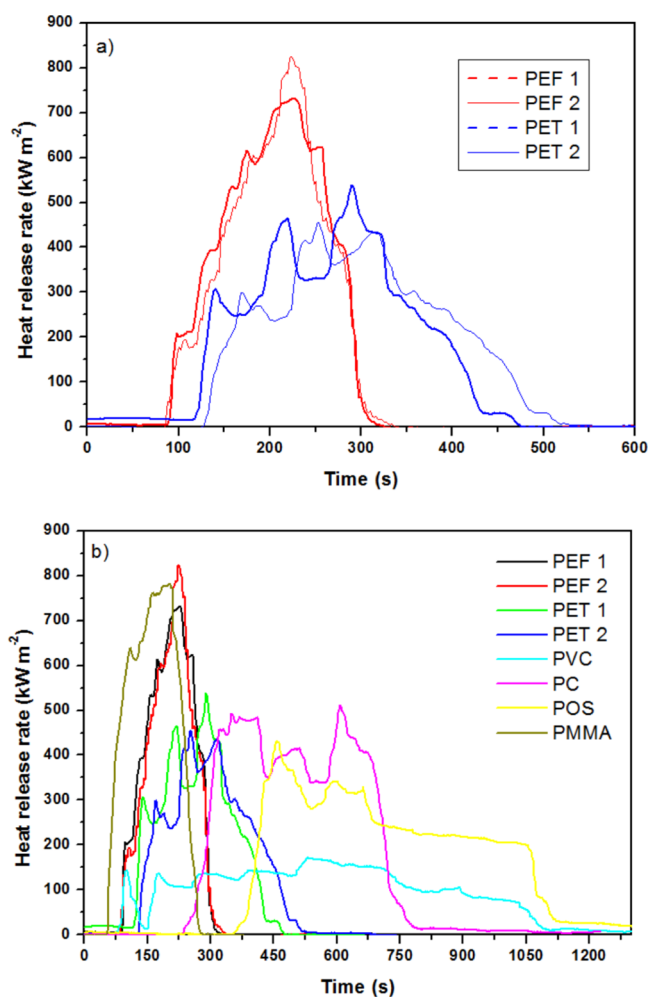 900
800
700
600
500
400
300
200
100
0
Heat release rate (kW m-2)
a)
PEF 1
PEF 2
PET 1
PET 2
0 100 200 300 400 500 600
Time (s)
900
800
700
600
500
400
300
200
100
0
Heat release rate (kW m-2)
b)
PEF 1
PEF 2
PET 1
PET 2
PVC
PC
POS
PMMA
0 150 300 450 600 750 900 1050 1200
Time (s)